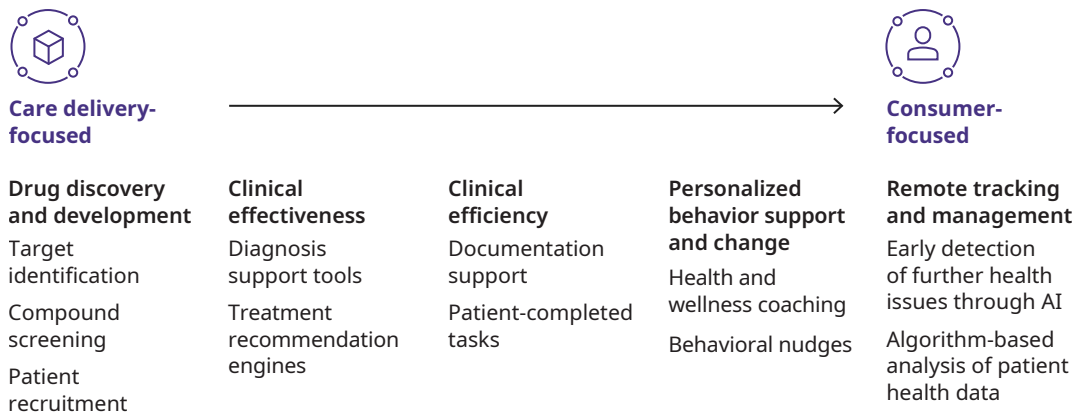 Care delivery-
focused
Consumer-
focused
Drug discovery
and development
Target
identification
Compound
screening
Patient
recruitment
Clinical
effectiveness
Diagnosis
support tools
Treatment
recommendation
engines
Clinical
efficiency
Documentation
support
Patient-completed
tasks
Personalized
behavior support
and change
Health and
wellness coaching
Behavioral nudges
Remote tracking
and management
Early detection
of further health
issues through AI
Algorithm-based
analysis of patient
health data